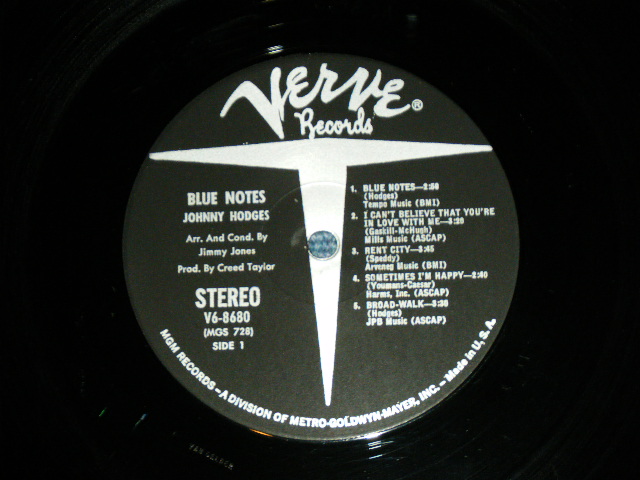 Verve®
Records
BLUE NOTES
JOHNNY HODGES
Arr. And Cond. By
Jimmy Jones
Prod. By Creed Taylor
STEREO
V6-8680
(MGS 728)
SIDE 1
1. BLUE NOTES—2:50
(Hodges)
Tempo Music (BMI)
2. I CAN'T BELIEVE THAT YOU'RE
IN LOVE WITH ME—3:20
(Gaskill-McHugh)
Mills Music (ASCAP)
3. RENT CITY—3:45
(Speddy)
Music (BMI)
4. SOMETIMES I'M HAPPY—2:40
(Youmans-Caesar)
Harms, Inc. (ASCAP)
5. BROAD-WALK—3:30
(Hodges)
JPB Music (ASCAP)
MGM RECORDS—A DIVISION OF METRO-GOLDWYN-MAYER, INC.—Made in U.S.A.